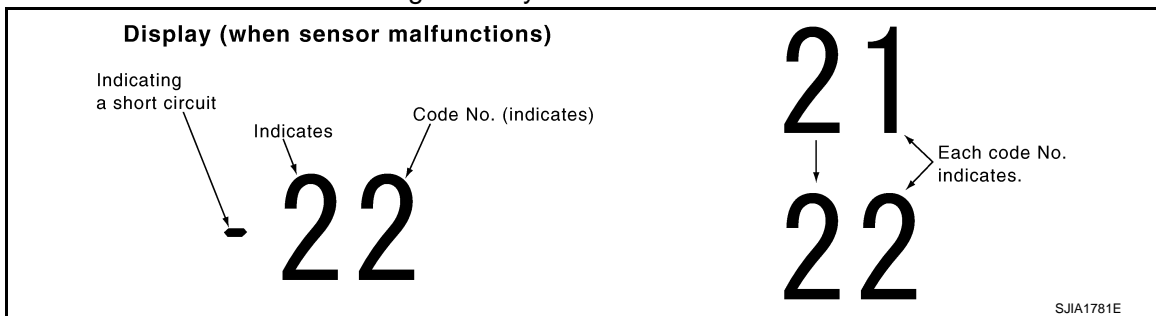 Display (when sensor malfunctions)
Indicating
a short circuit
Indicates
Code No. (indicates)
- 22
21
Each code No.
indicates.
22
SJIA1781E